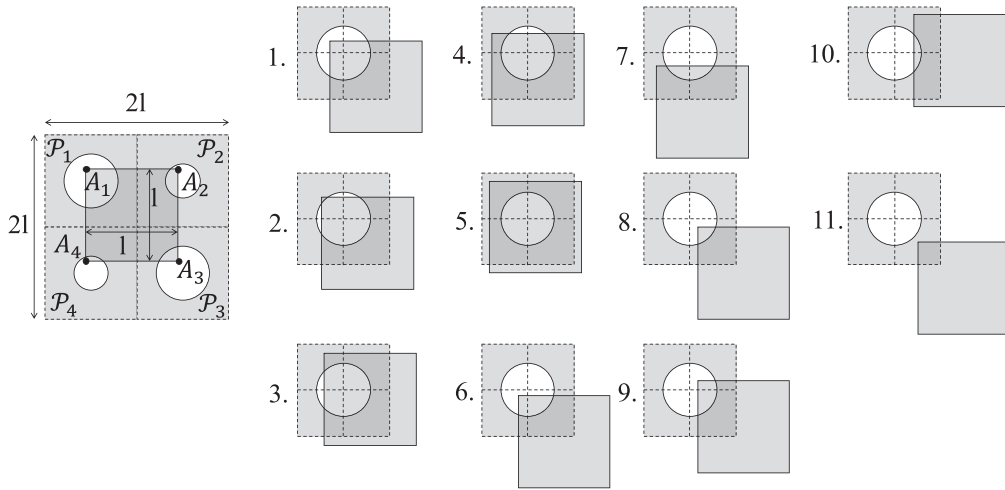 2l
2l
𝒫₁
𝒫₂
A₁
A₂
l
l
A₄
A₃
𝒫₄
𝒫₃
1.
4.
7.
10.
2.
5.
8.
11.
3.
6.
9.